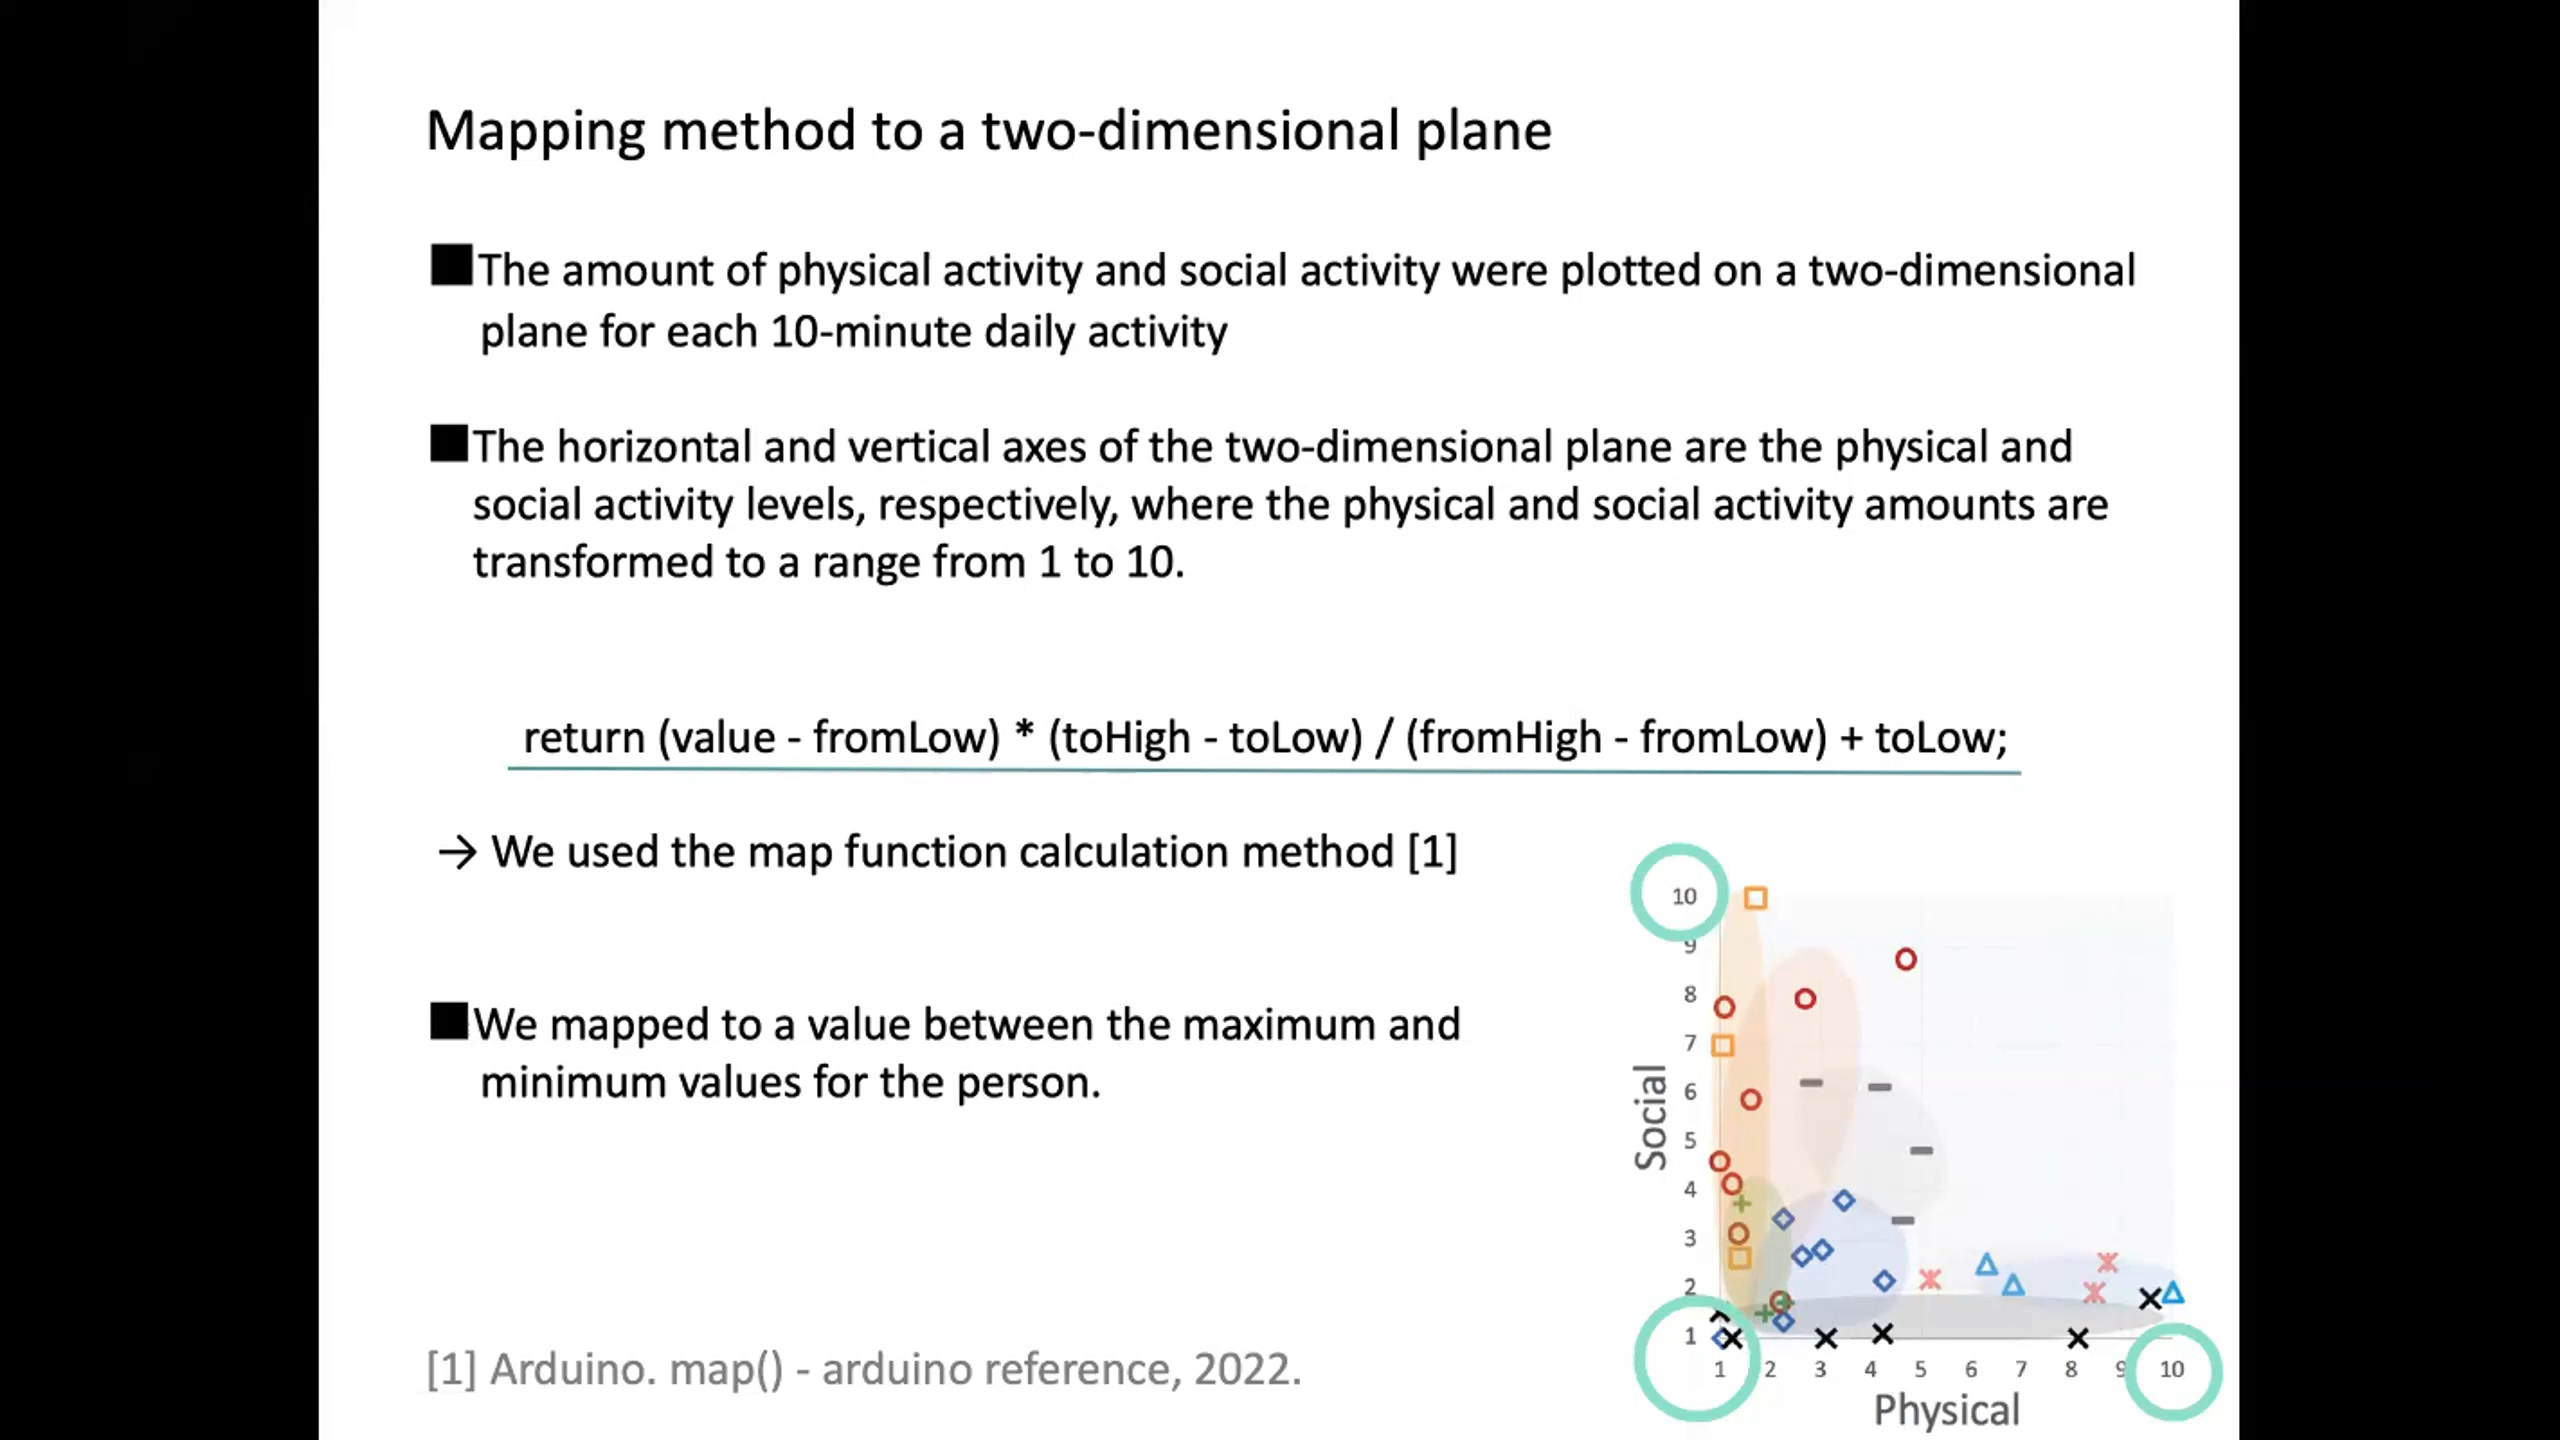 Mapping method to a two-dimensional plane
■The amount of physical activity and social activity were plotted on a two-dimensional
plane for each 10-minute daily activity
■The horizontal and vertical axes of the two-dimensional plane are the physical and
social activity levels, respectively, where the physical and social activity amounts are
transformed to a range from 1 to 10.
return (value - fromLow) * (toHigh - toLow) / (fromHigh - fromLow) + toLow;
→ We used the map function calculation method [1]
■We mapped to a value between the maximum and
minimum values for the person.
[1] Arduino. map() - arduino reference, 2022.
Social
10
9
8
7
6
5
4
3
2
1
1 2 3 4 5 6 7 8 9 10
Physical